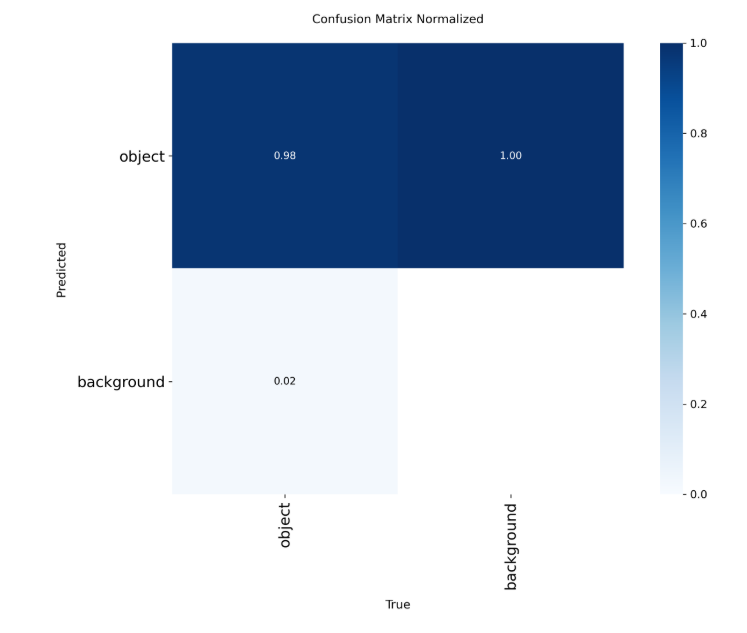 Confusion Matrix Normalized
1.0
object
0.98
1.00
0.8
0.6
Predicted
0.4
background
0.02
0.2
0.0
object
background
True